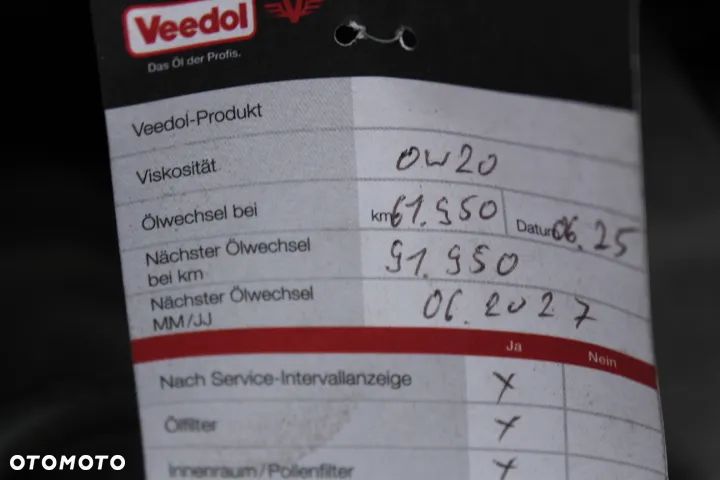 Veedol
Das Öl der Profis.
Veedol-Produkt
Viskosität 0W20
Ölwechsel bei km 61.950 Datum 06.25
Nächster Ölwechsel
bei km 91.950
Nächster Ölwechsel
MM/JJ 06.2027
Ja Nein
Nach Service-Intervallanzeige X
Ölfilter X
Innenraum/Pollenfilter X
OTOMOTO